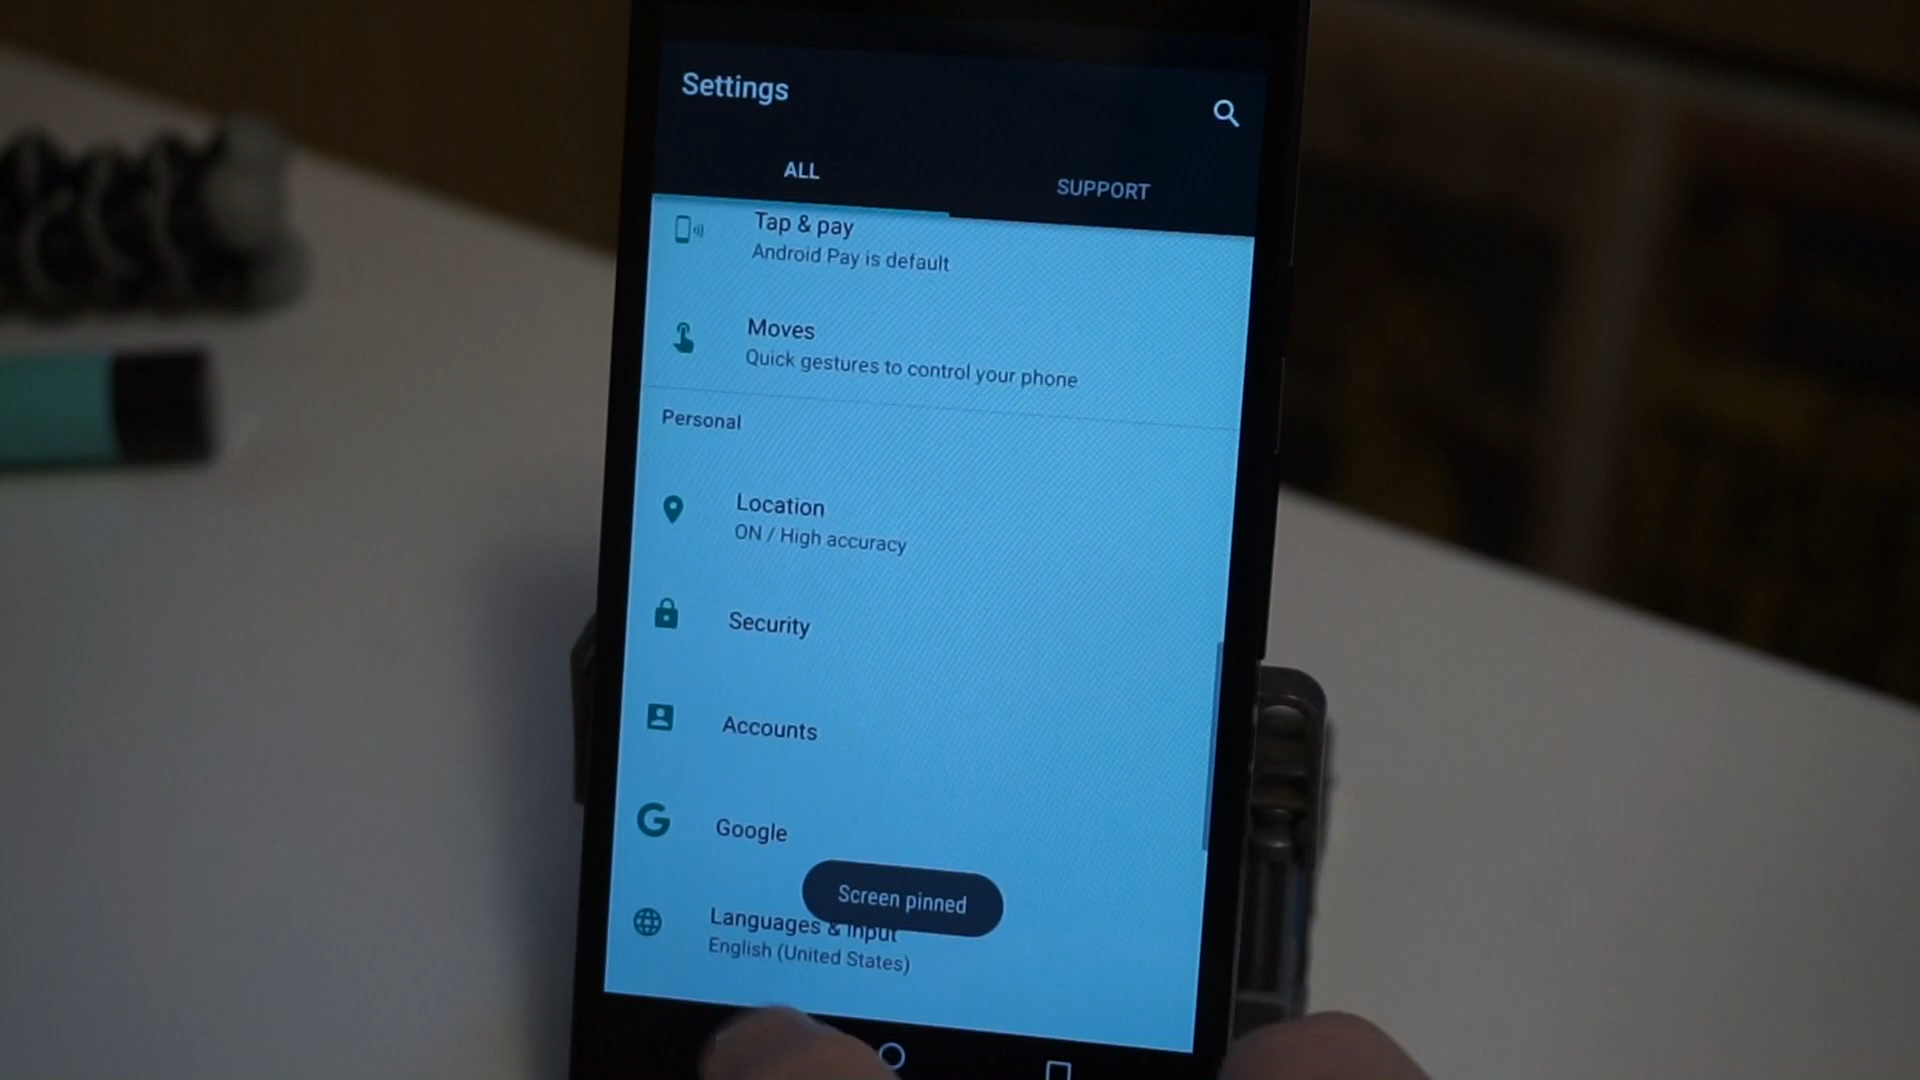 Settings
ALL
SUPPORT
Tap & pay
Android Pay is default
Moves
Quick gestures to control your phone
Personal
Location
ON / High accuracy
Security
Accounts
Google
Screen pinned
Languages & input
English (United States)